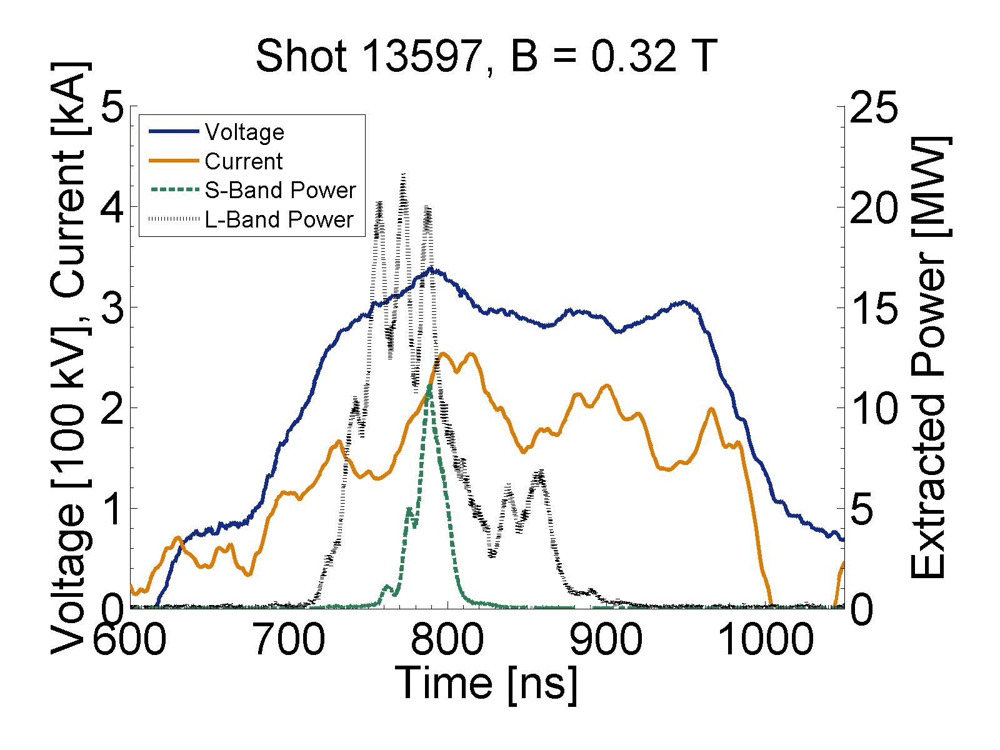 Shot 13597, B = 0.32 T
Voltage [100 kV], Current [kA]
5
4
3
2
1
0
Voltage
Current
S-Band Power
L-Band Power
25
20
15
10
5
0
Extracted Power [MW]
600 700 800 900 1000
Time [ns]